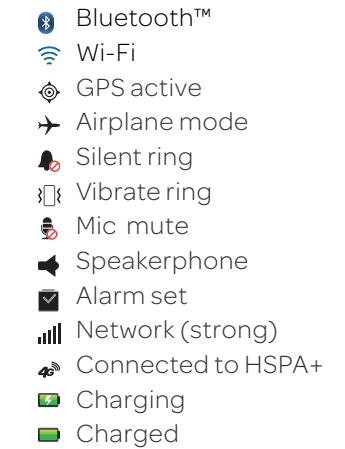 Bluetooth™
Wi-Fi
GPS active
Airplane mode
Silent ring
Vibrate ring
Mic mute
Speakerphone
Alarm set
Network (strong)
4G Connected to HSPA+
Charging
Charged